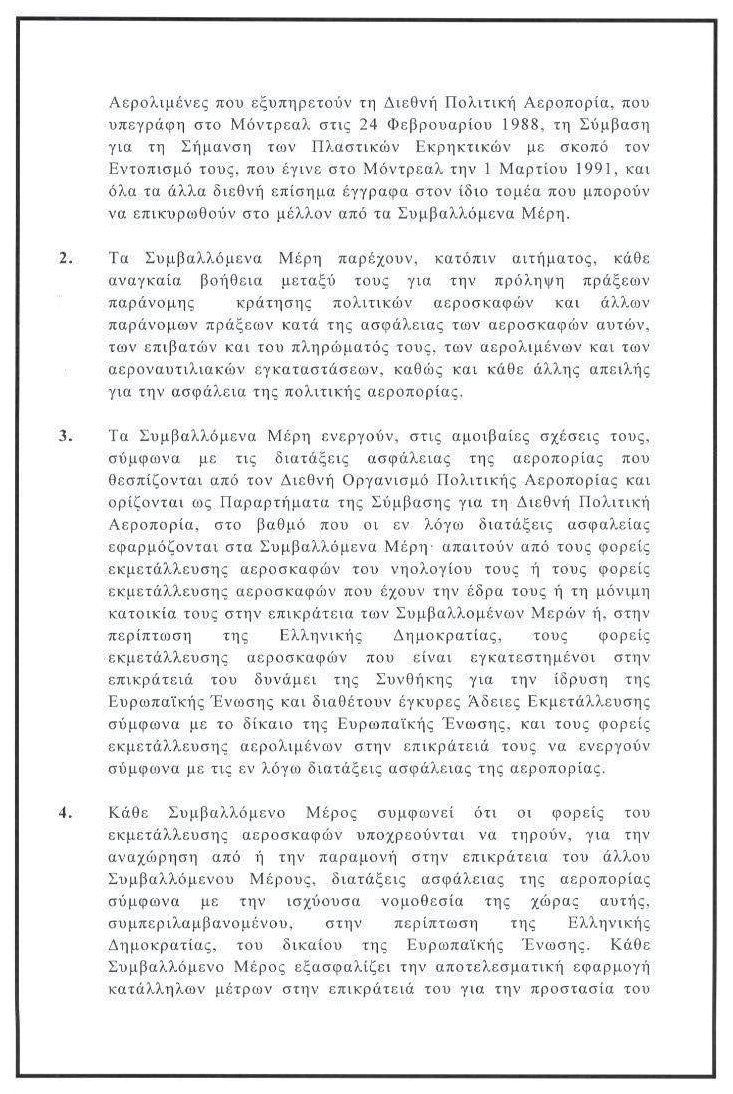 Αερολιμένες που εξυπηρετούν τη Διεθνή Πολιτική Αεροπορία, που
υπεγράφη στο Μόντρεαλ στις 24 Φεβρουαρίου 1988, τη Σύμβαση
για τη Σήμανση των Πλαστικών Εκρηκτικών με σκοπό τον
Εντοπισμό τους, που έγινε στο Μόντρεαλ την 1 Μαρτίου 1991, και
όλα τα άλλα διεθνή επίσημα έγγραφα στον ίδιο τομέα που μπορούν
να επικυρωθούν στο μέλλον από τα Συμβαλλόμενα Μέρη.
2. Τα Συμβαλλόμενα Μέρη παρέχουν, κατόπιν αιτήματος, κάθε
αναγκαία βοήθεια μεταξύ τους για την πρόληψη πράξεων
παράνομης κράτησης πολιτικών αεροσκαφών και άλλων
παράνομων πράξεων κατά της ασφάλειας των αεροσκαφών αυτών,
των επιβατών και του πληρώματός τους, των αερολιμένων και των
αεροναυτιλιακών εγκαταστάσεων, καθώς και κάθε άλλης απειλής
για την ασφάλεια της πολιτικής αεροπορίας.
3. Τα Συμβαλλόμενα Μέρη ενεργούν, στις αμοιβαίες σχέσεις τους,
σύμφωνα με τις διατάξεις ασφάλειας της αεροπορίας που
θεσπίζονται από τον Διεθνή Οργανισμό Πολιτικής Αεροπορίας και
ορίζονται ως Παραρτήματα της Σύμβασης για τη Διεθνή Πολιτική
Αεροπορία, στο βαθμό που οι εν λόγω διατάξεις ασφαλείας
εφαρμόζονται στα Συμβαλλόμενα Μέρη· απαιτούν από τους φορείς
εκμετάλλευσης αεροσκαφών του νηολογίου τους ή τους φορείς
εκμετάλλευσης αεροσκαφών που έχουν την έδρα τους ή τη μόνιμη
κατοικία τους στην επικράτεια των Συμβαλλομένων Μερών ή, στην
περίπτωση της Ελληνικής Δημοκρατίας, τους φορείς
εκμετάλλευσης αεροσκαφών που είναι εγκατεστημένοι στην
επικράτειά του δυνάμει της Συνθήκης για την ίδρυση της
Ευρωπαϊκής Ένωσης και διαθέτουν έγκυρες Άδειες Εκμετάλλευσης
σύμφωνα με το δίκαιο της Ευρωπαϊκής Ένωσης, και τους φορείς
εκμετάλλευσης αερολιμένων στην επικράτειά τους να ενεργούν
σύμφωνα με τις εν λόγω διατάξεις ασφάλειας της αεροπορίας.
4. Κάθε Συμβαλλόμενο Μέρος συμφωνεί ότι οι φορείς του
εκμετάλλευσης αεροσκαφών υποχρεούνται να τηρούν, για την
αναχώρηση από ή την παραμονή στην επικράτεια του άλλου
Συμβαλλόμενου Μέρους, διατάξεις ασφάλειας της αεροπορίας
σύμφωνα με την ισχύουσα νομοθεσία της χώρας αυτής,
συμπεριλαμβανομένου, στην περίπτωση της Ελληνικής
Δημοκρατίας, του δικαίου της Ευρωπαϊκής Ένωσης. Κάθε
Συμβαλλόμενο Μέρος εξασφαλίζει την αποτελεσματική εφαρμογή
κατάλληλων μέτρων στην επικράτειά του για την προστασία του